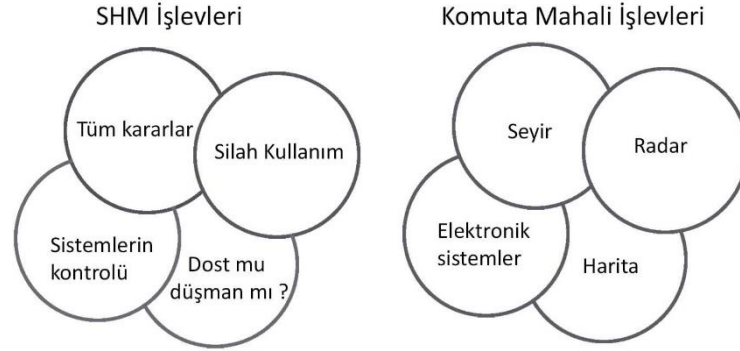 SHM İşlevleri
Tüm kararlar
Silah Kullanım
Sistemlerin
kontrolü
Dost mu
düşman mı ?
Komuta Mahali İşlevleri
Seyir
Radar
Elektronik
sistemler
Harita